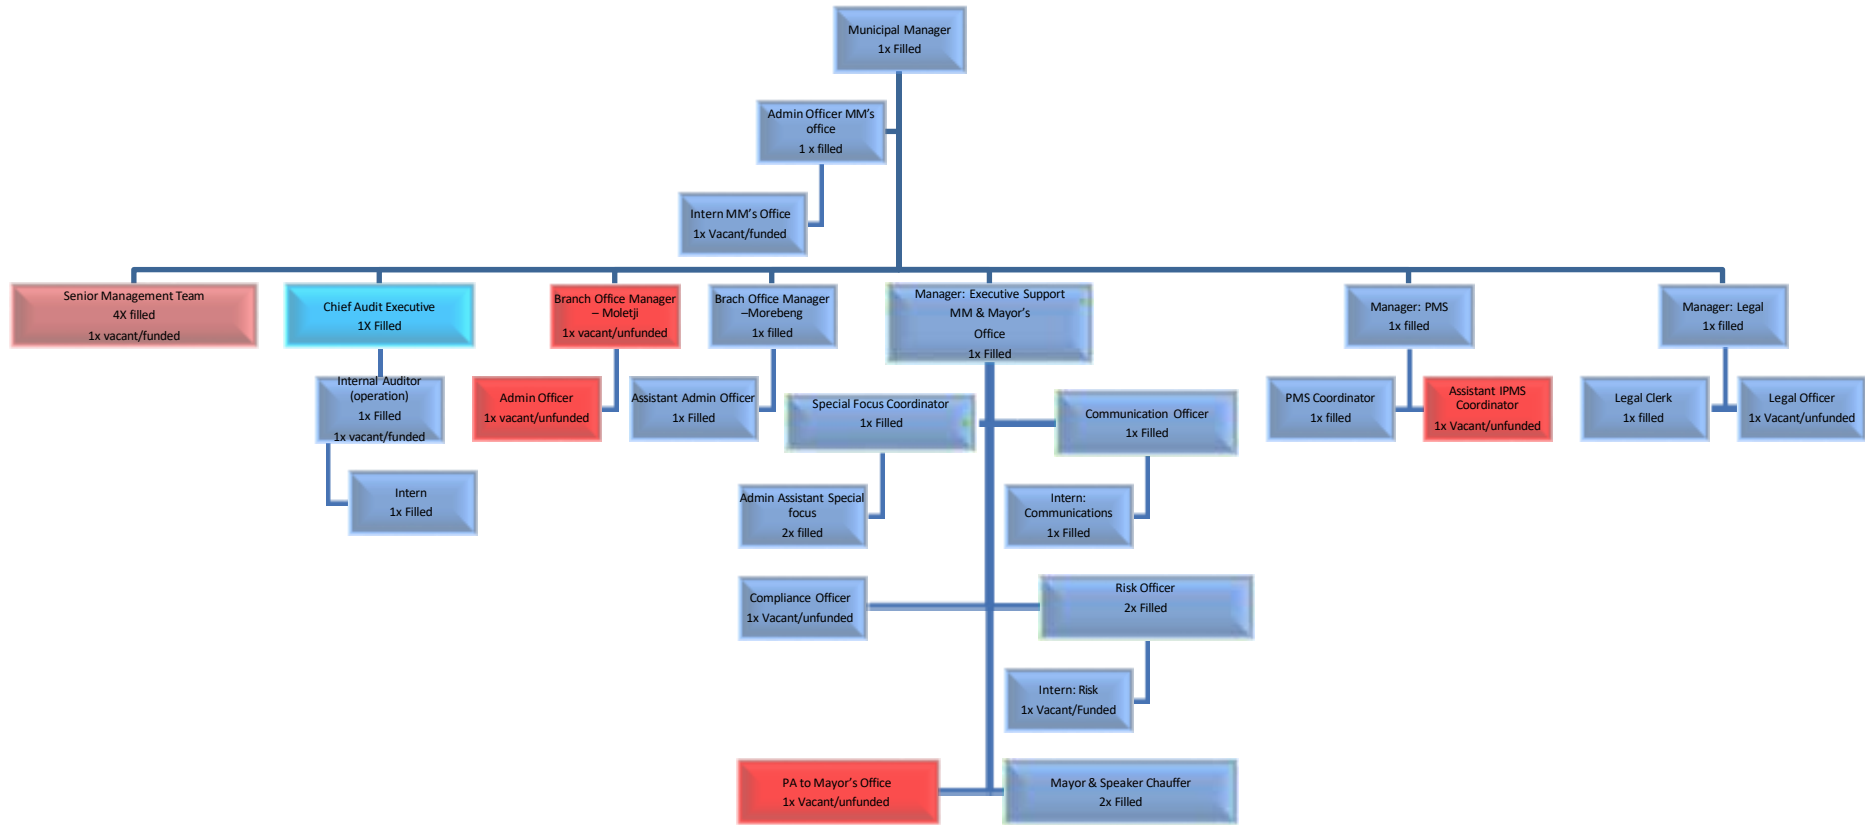 Municipal Manager
1x Filled
Admin Officer MM's
office
1 x filled
Intern MM's Office
1x Vacant/funded
Senior Management Team
4X filled
1x vacant/funded
Chief Audit Executive
1X Filled
Branch Office Manager
– Moletji
1x vacant/unfunded
Brach Office Manager
–Morebeng
1x filled
Manager: Executive Support
MM & Mayor's
Office
1x Filled
Manager: PMS
1x filled
Manager: Legal
1x filled
Internal Auditor
(operation)
1x Filled
1x vacant/funded
Intern
1x Filled
Admin Officer
1x vacant/unfunded
Assistant Admin Officer
1x Filled
Special Focus Coordinator
1x Filled
Communication Officer
1x Filled
PMS Coordinator
1x filled
Assistant IPMS
Coordinator
1x Vacant/unfunded
Legal Clerk
1x filled
Legal Officer
1x Vacant/unfunded
Admin Assistant Special
focus
2x filled
Intern:
Communications
1x Filled
Compliance Officer
1x Vacant/unfunded
Risk Officer
2x Filled
Intern: Risk
1x Vacant/Funded
PA to Mayor's Office
1x Vacant/unfunded
Mayor & Speaker Chauffer
2x Filled